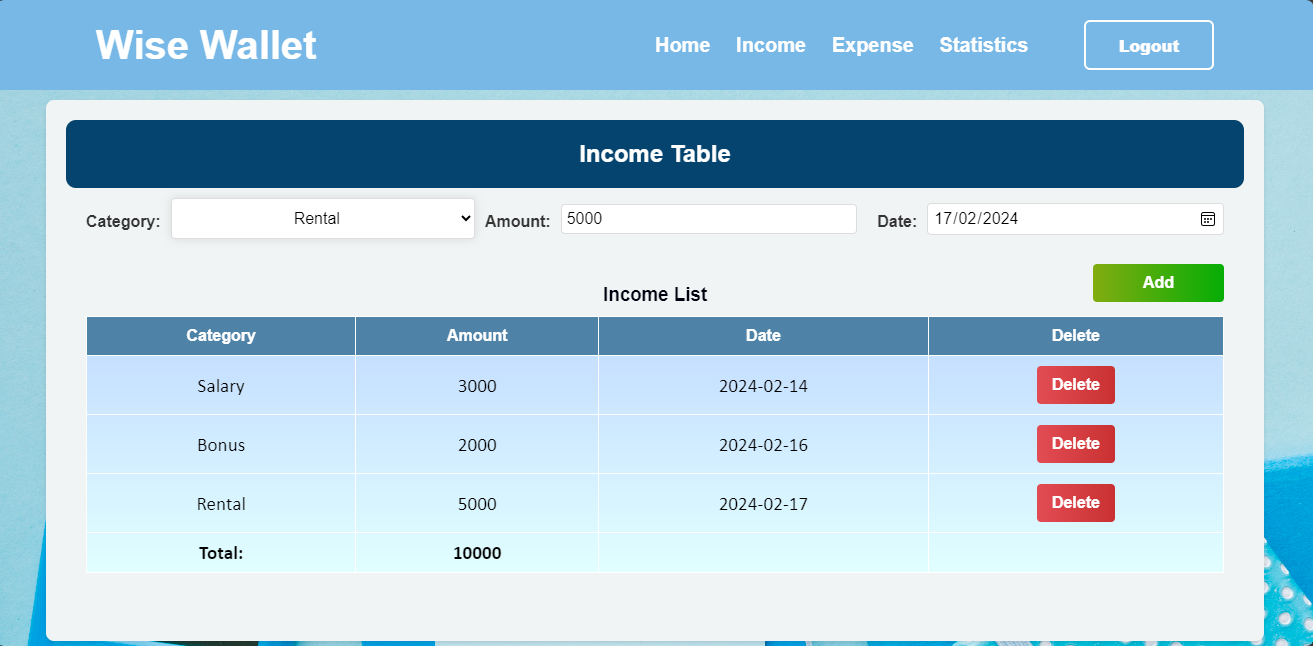 Wise Wallet Home Income Expense Statistics Logout
Income Table
Category: Rental Amount: 5000 Date: 17/02/2024
Add
Income List
Category Amount Date Delete
Salary 3000 2024-02-14 Delete
Bonus 2000 2024-02-16 Delete
Rental 5000 2024-02-17 Delete
Total: 10000